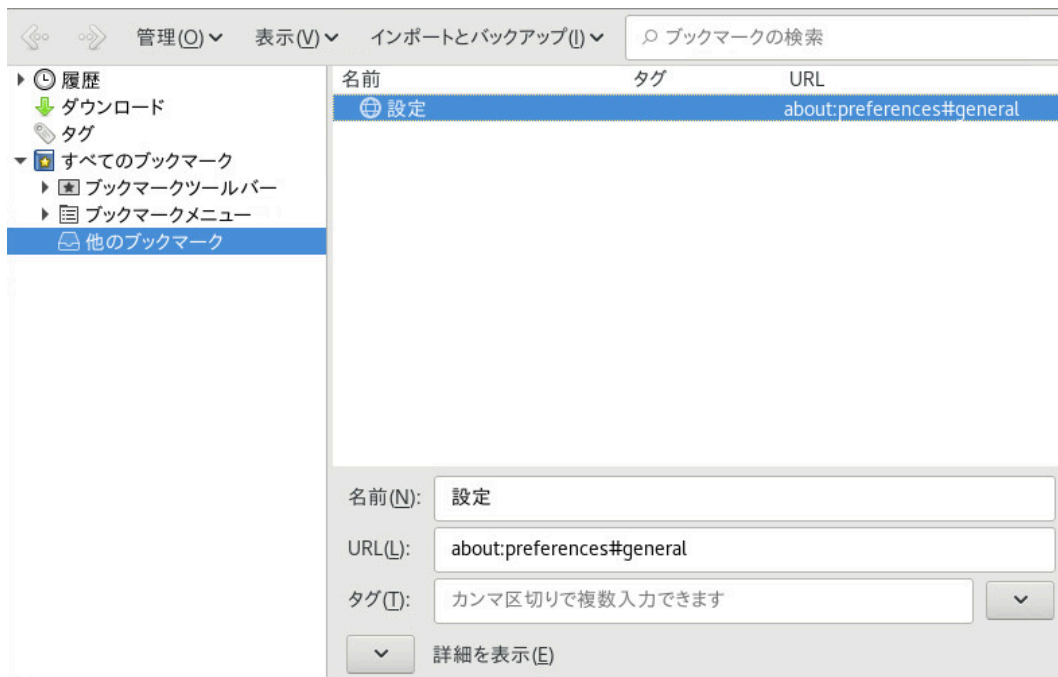 管理(O) 表示(V) インポートとバックアップ(I) ブックマークの検索
履歴
ダウンロード
タグ
すべてのブックマーク
ブックマークツールバー
ブックマークメニュー
他のブックマーク
名前 タグ URL
設定 about:preferences#general
名前(N): 設定
URL(L): about:preferences#general
タグ(T): カンマ区切りで複数入力できます
詳細を表示(E)